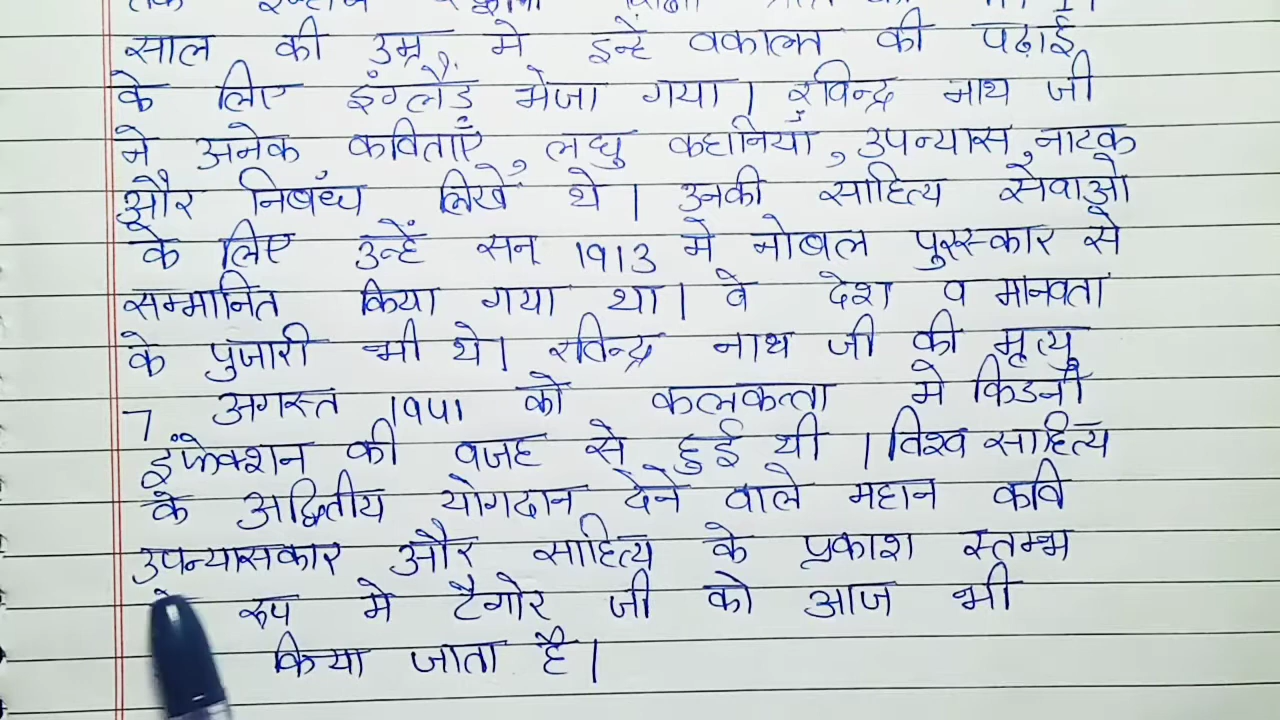 साल की उम्र में इन्हें वकालत की पढ़ाई
के लिए इंग्लैंड भेजा गया। रविन्द्र नाथ जी
ने अनेक कविताएँ, लघु कहानियाँ, उपन्यास, नाटक
और निबंध लिखें थे। उनकी साहित्य सेवाओ
के लिए उन्हें सन् 1913 में नोबल पुरस्कार से
सम्मानित किया गया था। वे देश व मानवता
के पुजारी भी थे। रविन्द्र नाथ जी की मृत्यु
7 अगस्त 1941 को कलकत्ता मे किडनी
इंफेक्शन की वजह से हुई थी। विश्व साहित्य
के अद्वितीय योगदान देने वाले महान कवि
उपन्यासकार और साहित्य के प्रकाश स्तम्भ
रूप मे टैगोर जी को आज भी
किया जाता है।